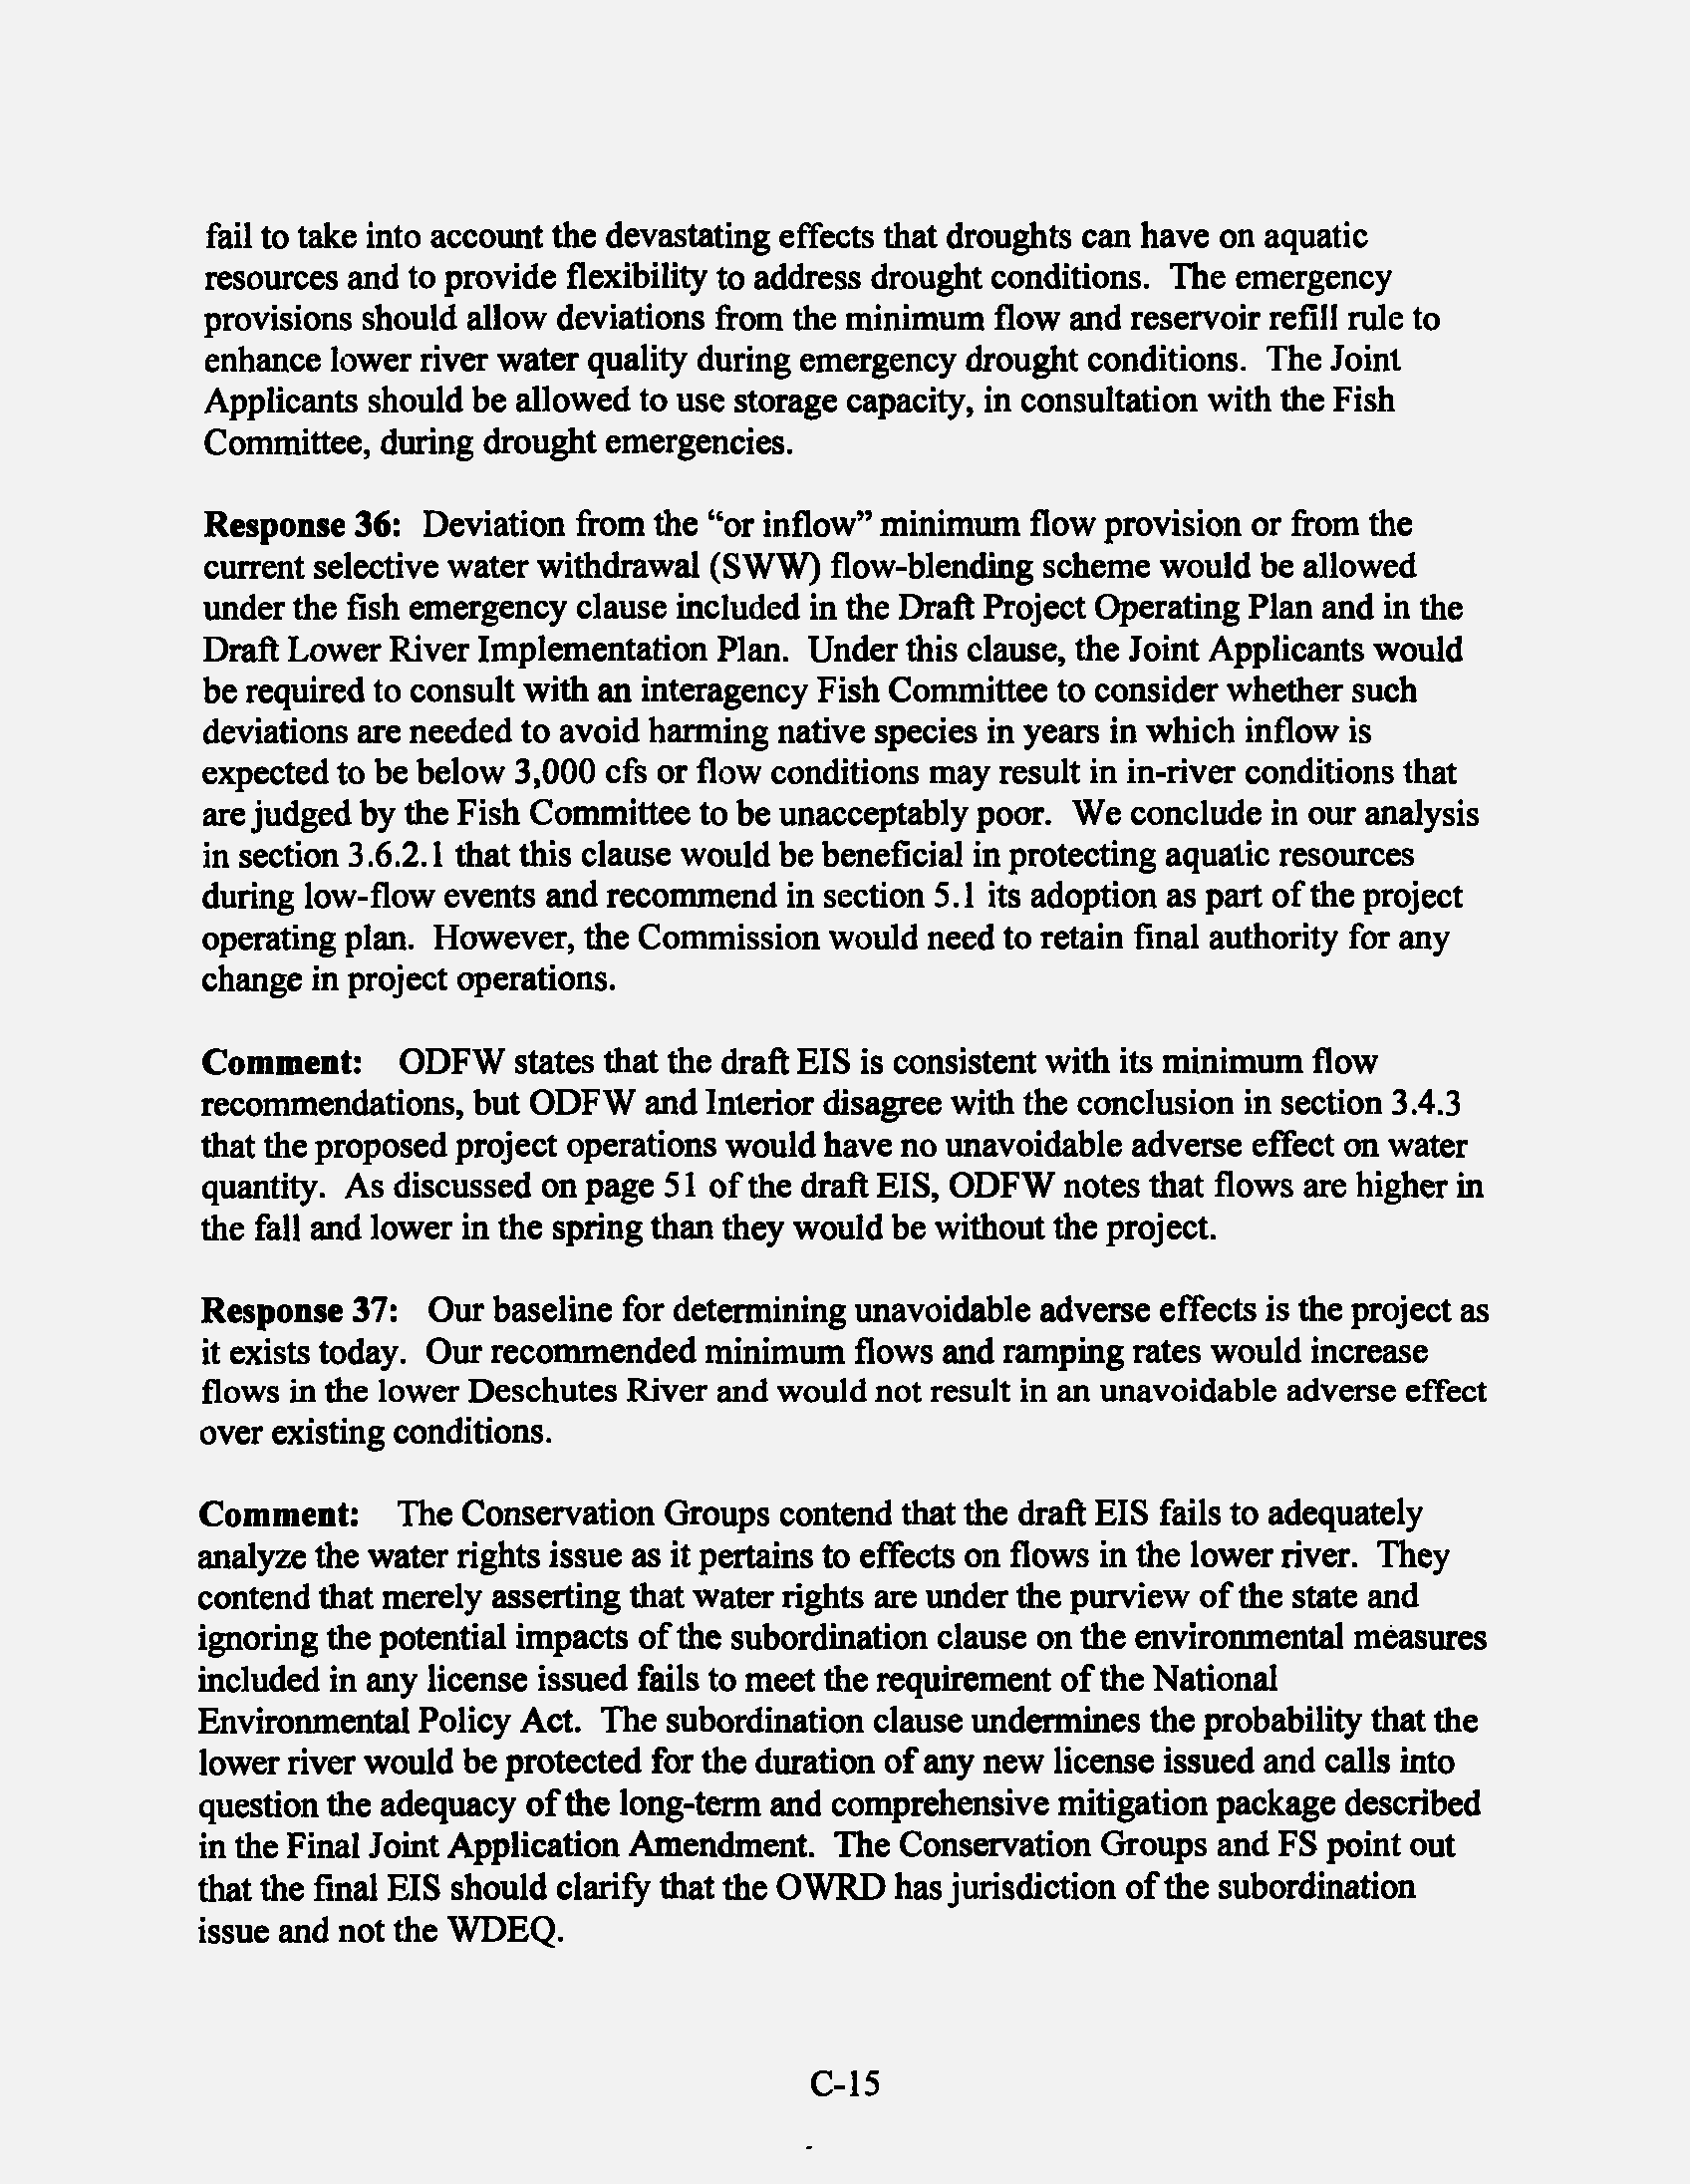 fail to take into account the devastating effects that droughts can have on aquatic
resources and to provide flexibility to address drought conditions.  The emergency
provisions should allow deviations from the minimum flow and reservoir refill rule to
enhance lower river water quality during emergency drought conditions.  The Joint
Applicants should be allowed to use storage capacity, in consultation with the Fish
Committee, during drought emergencies.
Response 36:  Deviation from the “or inflow” minimum flow provision or from the
current selective water withdrawal (SWW) flow-blending scheme would be allowed
under the fish emergency clause included in the Draft Project Operating Plan and in the
Draft Lower River Implementation Plan.  Under this clause, the Joint Applicants would
be required to consult with an interagency Fish Committee to consider whether such
deviations are needed to avoid harming native species in years in which inflow is
expected to be below 3,000 cfs or flow conditions may result in in-river conditions that
are judged by the Fish Committee to be unacceptably poor.  We conclude in our analysis
in section 3.6.2.1 that this clause would be beneficial in protecting aquatic resources
during low-flow events and recommend in section 5.1 its adoption as part of the project
operating plan.  However, the Commission would need to retain final authority for any
change in project operations.
Comment:   ODFW states that the draft EIS is consistent with its minimum flow
recommendations, but ODFW and Interior disagree with the conclusion in section 3.4.3
that the proposed project operations would have no unavoidable adverse effect on water
quantity.  As discussed on page 51 of the draft EIS, ODFW notes that flows are higher in
the fall and lower in the spring than they would be without the project.
Response 37:  Our baseline for determining unavoidable adverse effects is the project as
it exists today.  Our recommended minimum flows and ramping rates would increase
flows in the lower Deschutes River and would not result in an unavoidable adverse effect
over existing conditions.
Comment:   The Conservation Groups contend that the draft EIS fails to adequately
analyze the water rights issue as it pertains to effects on flows in the lower river.  They
contend that merely asserting that water rights are under the purview of the state and
ignoring the potential impacts of the subordination clause on the environmental measures
included in any license issued fails to meet the requirement of the National
Environmental Policy Act.  The subordination clause undermines the probability that the
lower river would be protected for the duration of any new license issued and calls into
question the adequacy of the long-term and comprehensive mitigation package described
in the Final Joint Application Amendment.  The Conservation Groups and FS point out
that the final EIS should clarify that the OWRD has jurisdiction of the subordination
issue and not the WDEQ.
C-15